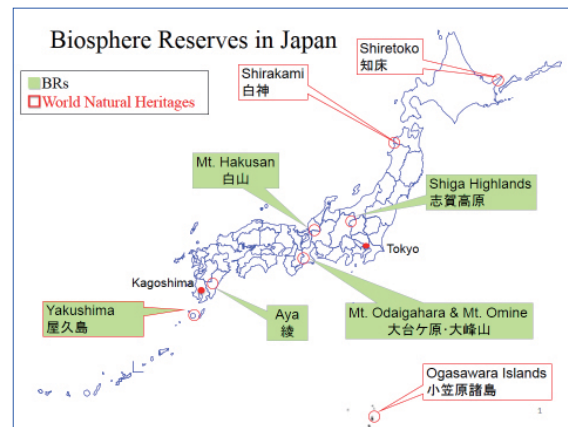 Biosphere Reserves in Japan
BRs
World Natural Heritages
Shiretoko
知床
Shirakami
白神
Mt. Hakusan
白山
Shiga Highlands
志賀高原
Tokyo
Kagoshima
Yakushima
屋久島
Aya
綾
Mt. Odaigahara & Mt. Omine
大台ケ原・大峰山
Ogasawara Islands
小笠原諸島
1